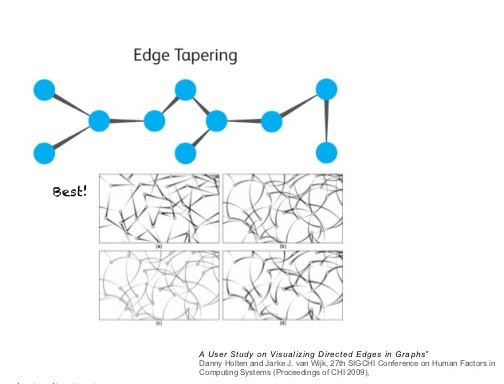 Edge Tapering
Best!
(a)
(b)
(c)
(d)
A User Study on Visualizing Directed Edges in Graphs"
Danny Holten and Jarke J. van Wijk, 27th SIGCHI Conference on Human Factors in
Computing Systems (Proceedings of CHI 2009),